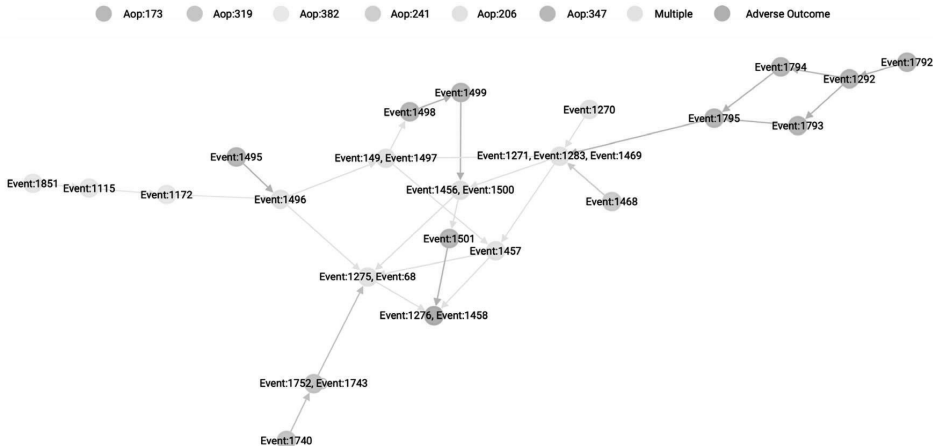 Aop:173 Aop:319 Aop:382 Aop:241 Aop:206 Aop:347 Multiple Adverse Outcome
Event:1792
Event:1794
Event:1292
Event:1499
Event:1498
Event:1270
Event:1795
Event:1793
Event:1495
Event:149, Event:1497
Event:1271, Event:1283, Event:1469
Event:1851
Event:1115
Event:1172
Event:1496
Event:1456, Event:1500
Event:1468
Event:1501
Event:1457
Event:1275, Event:68
Event:1276, Event:1458
Event:1752, Event:1743
Event:1740